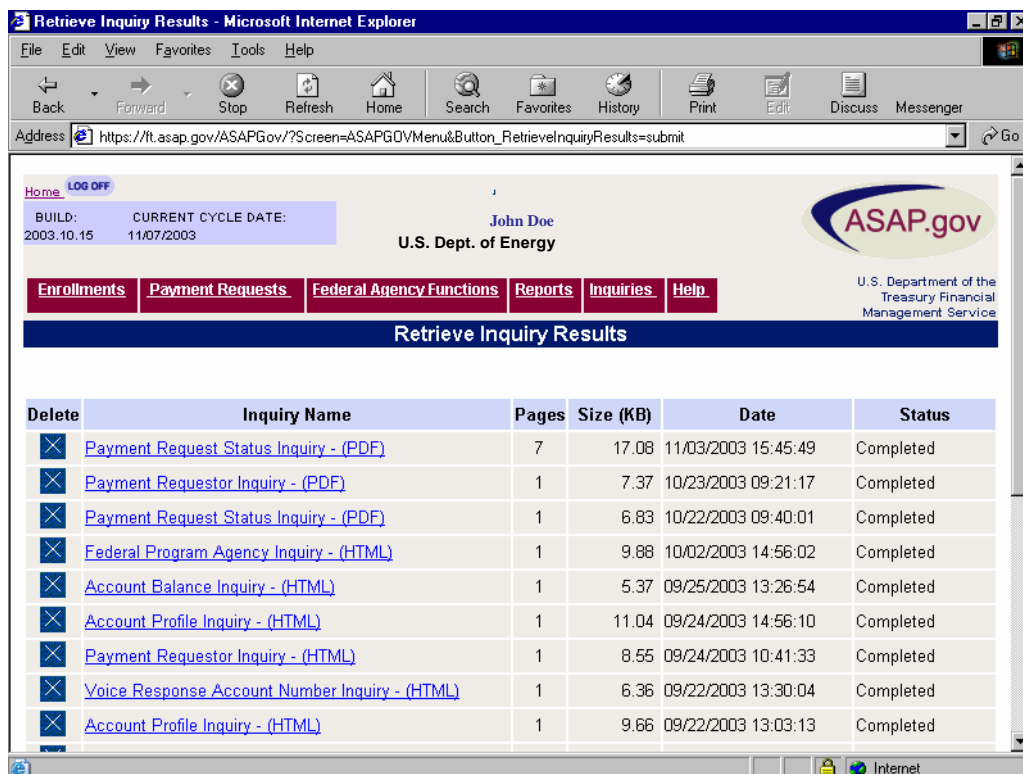 Retrieve Inquiry Results - Microsoft Internet Explorer
File Edit View Favorites Tools Help
Back Forward Stop Refresh Home Search Favorites History Print Edit Discuss Messenger
Address https://ft.asap.gov/ASAPGov/?Screen=ASAPGOVMenu&Button_RetrieveInquiryResults=submit Go
Home LOG OFF
BUILD: CURRENT CYCLE DATE:
2003.10.15 11/07/2003
John Doe
U.S. Dept. of Energy
ASAP.gov
U.S. Department of the
Treasury Financial
Management Service
Enrollments Payment Requests Federal Agency Functions Reports Inquiries Help
Retrieve Inquiry Results
Delete Inquiry Name Pages Size (KB) Date Status
Payment Request Status Inquiry - (PDF) 7 17.08 11/03/2003 15:45:49 Completed
Payment Requestor Inquiry - (PDF) 1 7.37 10/23/2003 09:21:17 Completed
Payment Request Status Inquiry - (PDF) 1 6.83 10/22/2003 09:40:01 Completed
Federal Program Agency Inquiry - (HTML) 1 9.88 10/02/2003 14:56:02 Completed
Account Balance Inquiry - (HTML) 1 5.37 09/25/2003 13:26:54 Completed
Account Profile Inquiry - (HTML) 1 11.04 09/24/2003 14:56:10 Completed
Payment Requestor Inquiry - (HTML) 1 8.55 09/24/2003 10:41:33 Completed
Voice Response Account Number Inquiry - (HTML) 1 6.36 09/22/2003 13:30:04 Completed
Account Profile Inquiry - (HTML) 1 9.66 09/22/2003 13:03:13 Completed
Internet